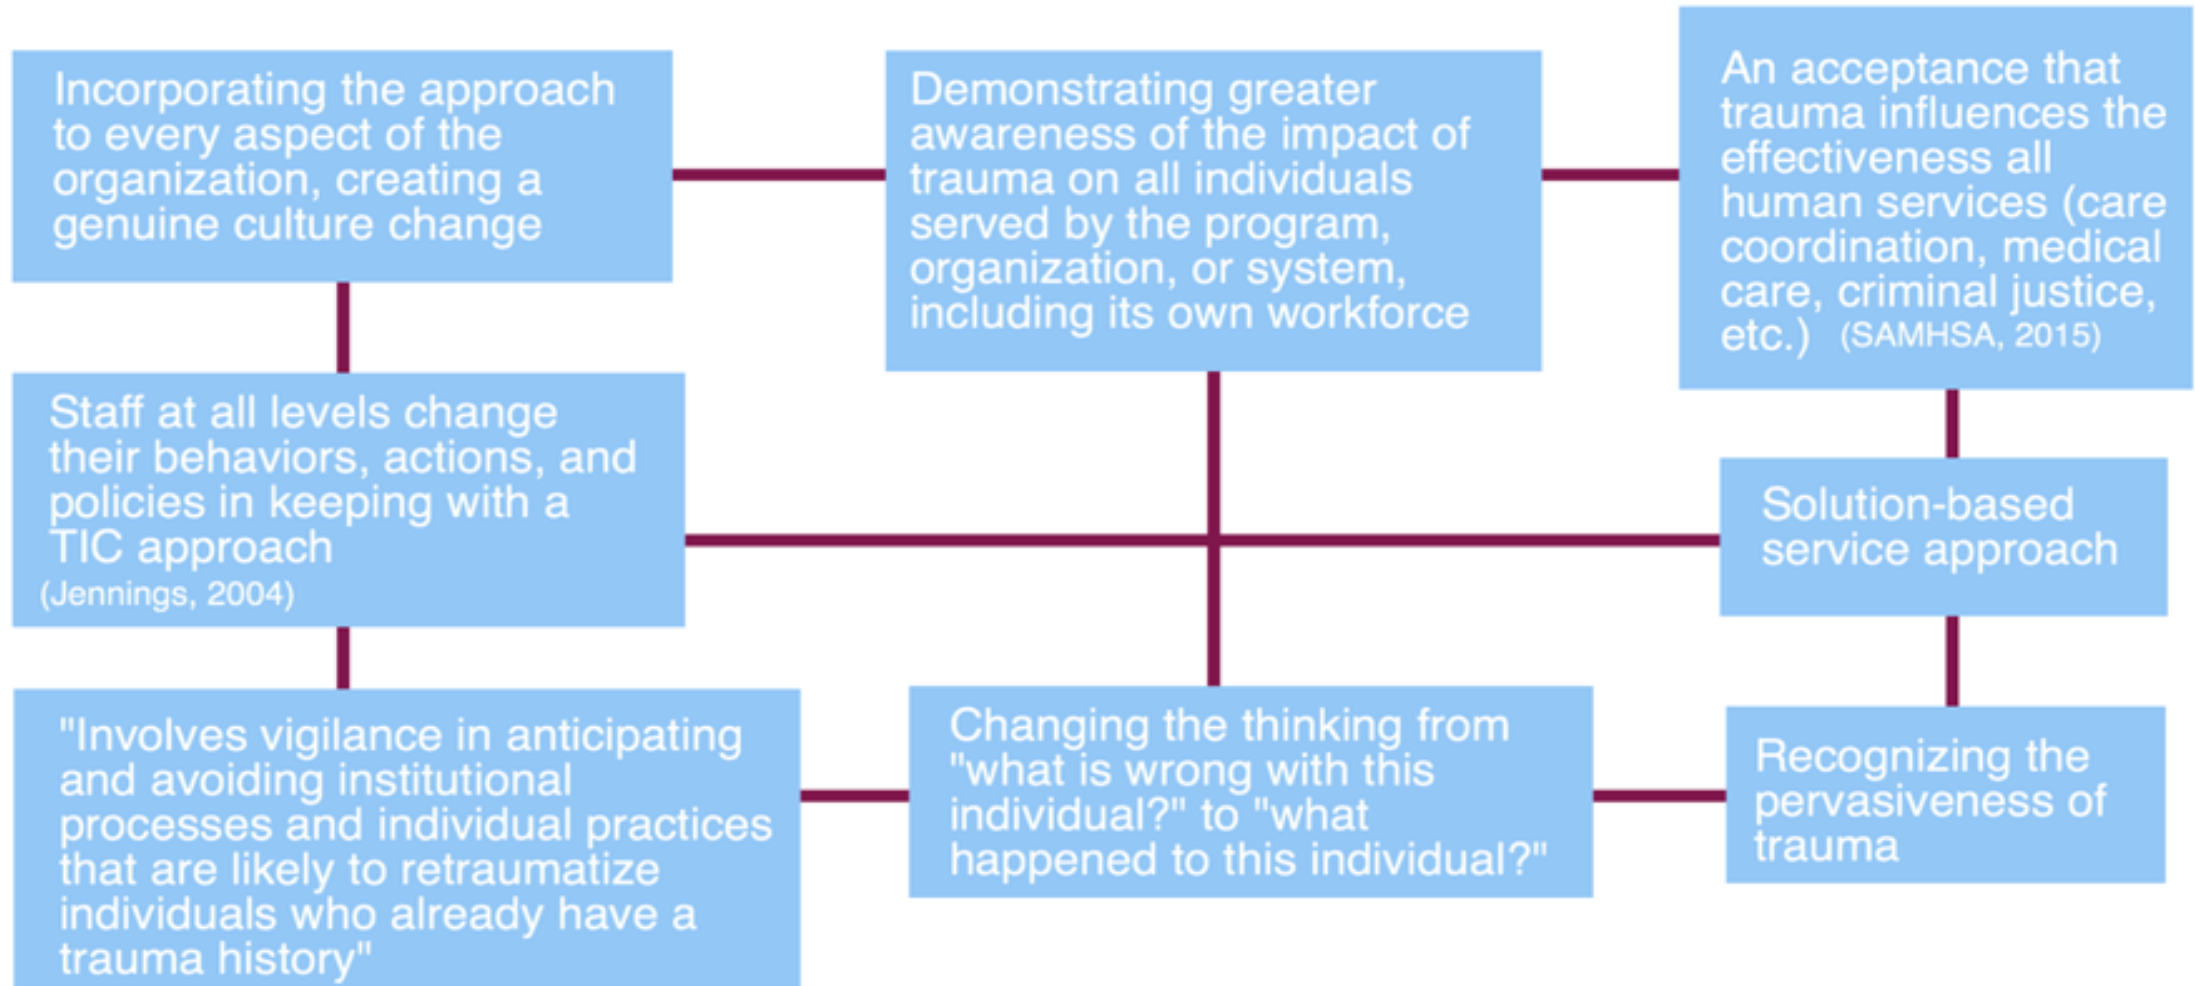 Incorporating the approach
to every aspect of the
organization, creating a
genuine culture change
Demonstrating greater
awareness of the impact of
trauma on all individuals
served by the program,
organization, or system,
including its own workforce
An acceptance that
trauma influences the
effectiveness all
human services (care
coordination, medical
care, criminal justice,
etc.) (SAMHSA, 2015)
Staff at all levels change
their behaviors, actions, and
policies in keeping with a
TIC approach
(Jennings, 2004)
Solution-based
service approach
"Involves vigilance in anticipating
and avoiding institutional
processes and individual practices
that are likely to retraumatize
individuals who already have a
trauma history"
Changing the thinking from
"what is wrong with this
individual?" to "what
happened to this individual?"
Recognizing the
pervasiveness of
trauma